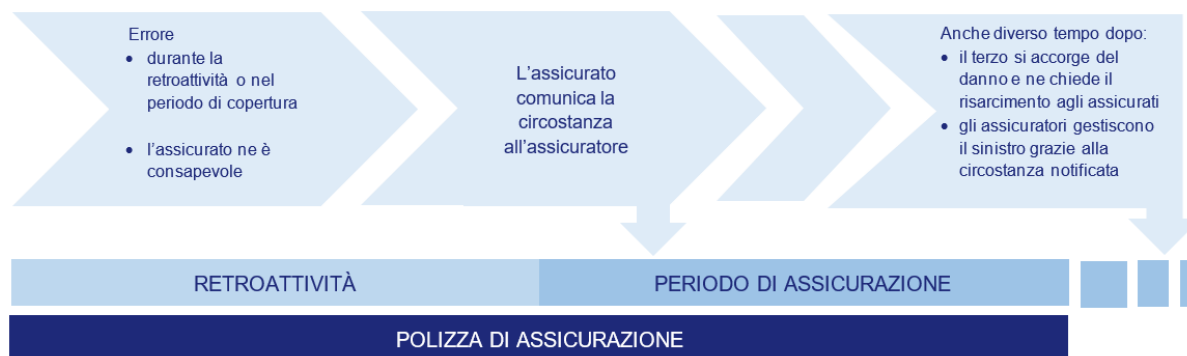 Errore
• durante la
retroattività o nel
periodo di copertura
• l'assicurato ne è
consapevole
L'assicurato
comunica la
circostanza
all'assicuratore
Anche diverso tempo dopo:
• il terzo si accorge del
danno e ne chiede il
risarcimento agli assicurati
• gli assicuratori gestiscono
il sinistro grazie alla
circostanza notificata
RETROATTIVITÀ
PERIODO DI ASSICURAZIONE
POLIZZA DI ASSICURAZIONE